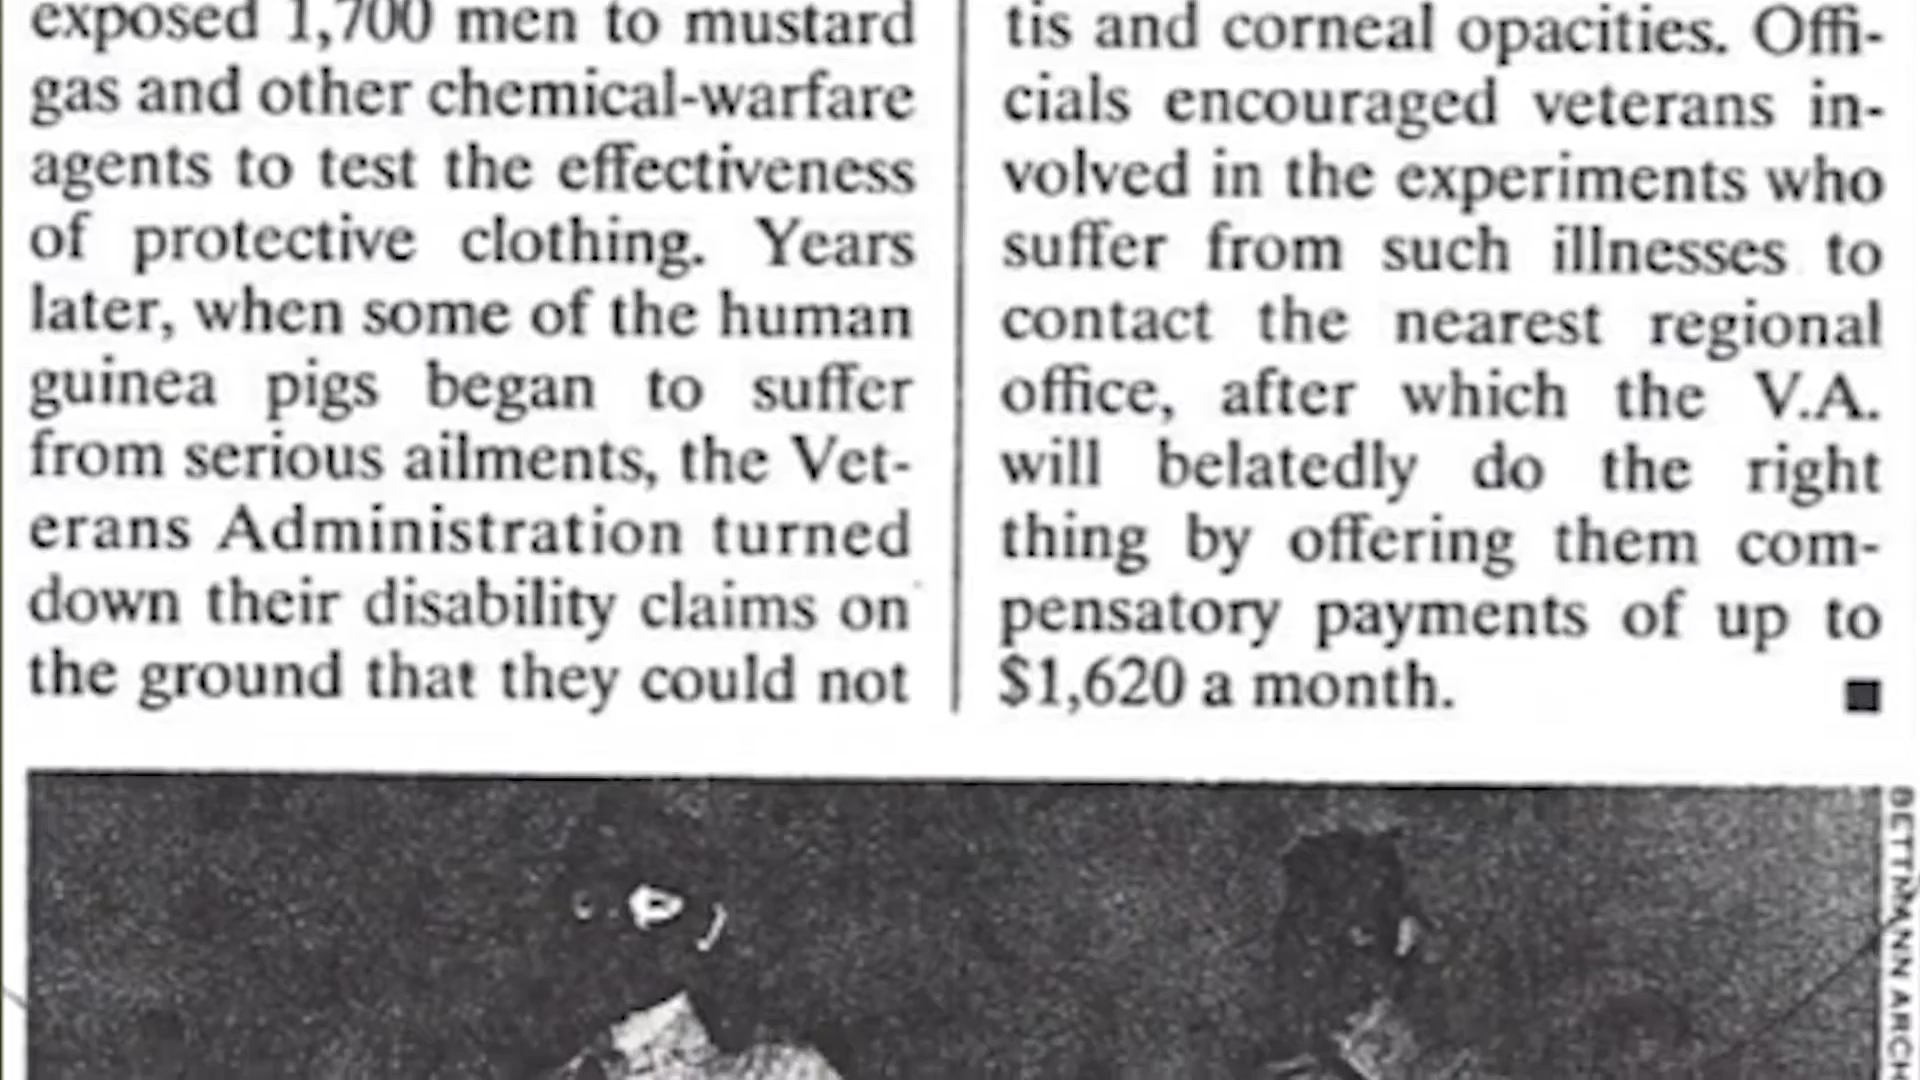 exposed 1,700 men to mustard
gas and other chemical-warfare
agents to test the effectiveness
of protective clothing. Years
later, when some of the human
guinea pigs began to suffer
from serious ailments, the Vet-
erans Administration turned
down their disability claims on
the ground that they could not
tis and corneal opacities. Offi-
cials encouraged veterans in-
volved in the experiments who
suffer from such illnesses to
contact the nearest regional
office, after which the V.A.
will belatedly do the right
thing by offering them com-
pensatory payments of up to
$1,620 a month.
BETTMANN ARCH